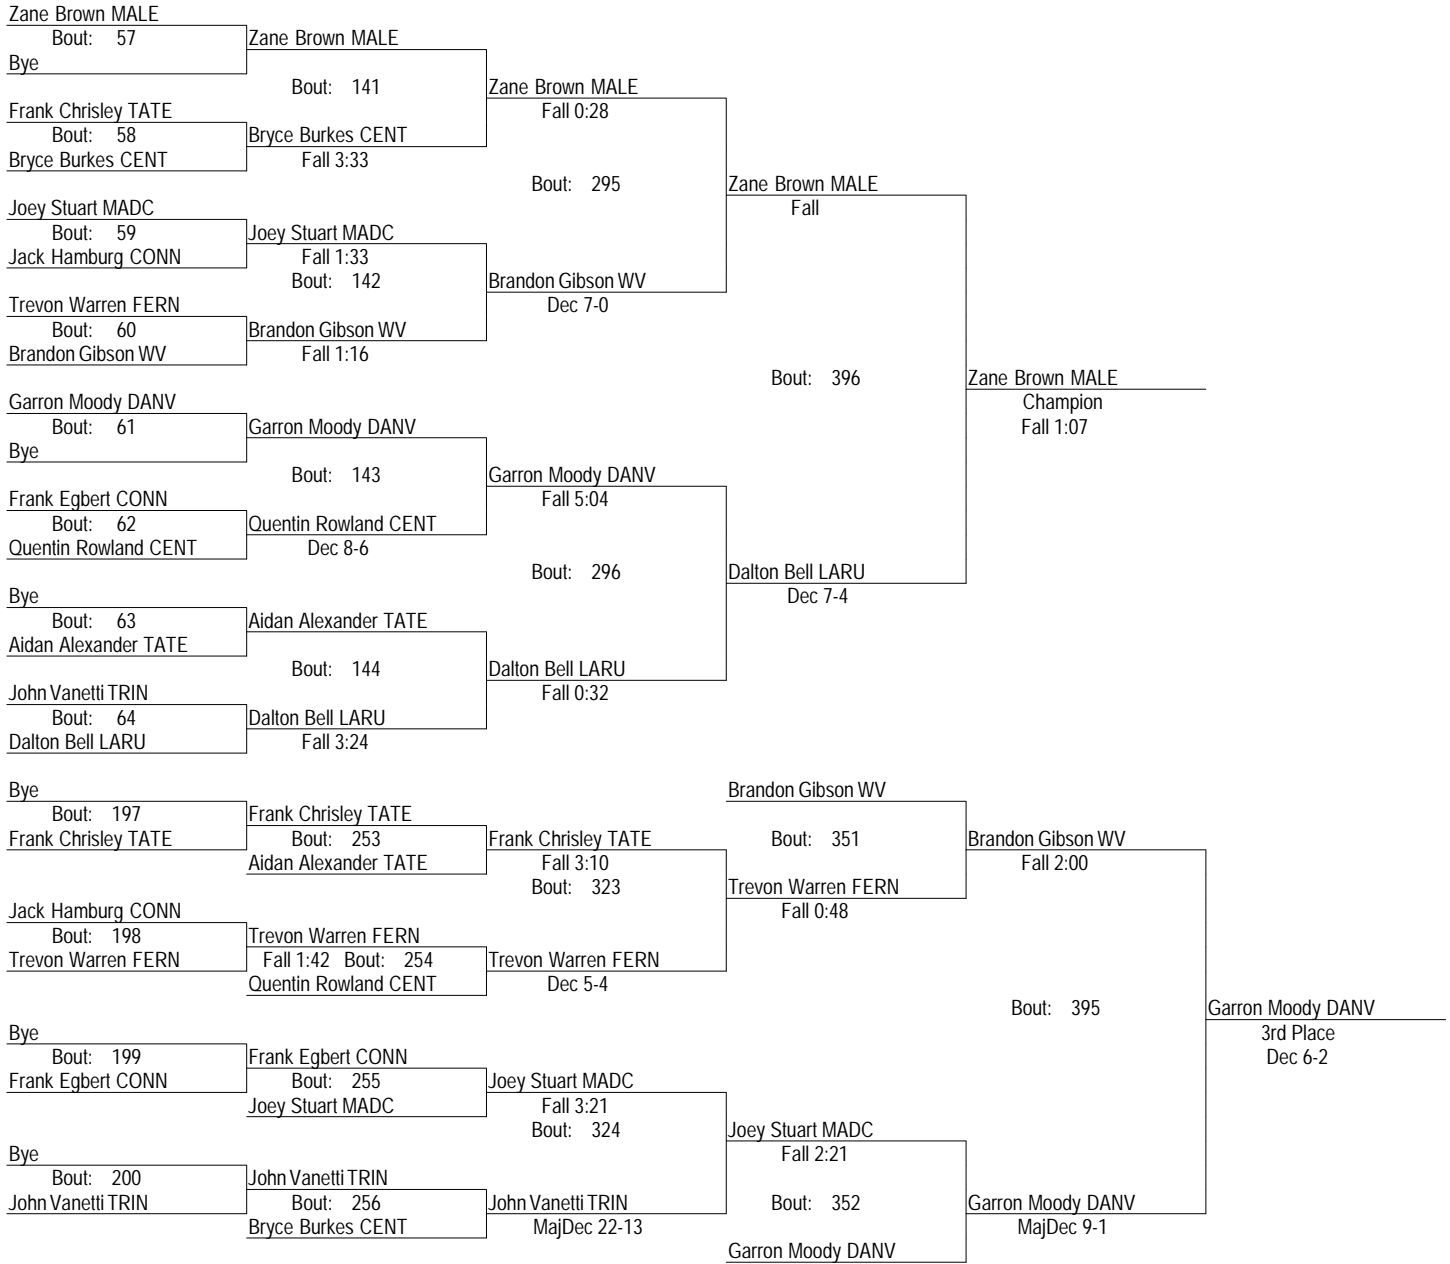 Zane Brown MALE
Bout: 57
Bye
Zane Brown MALE
Bout: 141
Frank Chrisley TATE
Bout: 58
Bryce Burkes CENT
Bryce Burkes CENT
Fall 3:33
Zane Brown MALE
Fall 0:28
Bout: 295
Joey Stuart MADC
Bout: 59
Jack Hamburg CONN
Joey Stuart MADC
Fall 1:33
Bout: 142
Trevon Warren FERN
Bout: 60
Brandon Gibson WV
Brandon Gibson WV
Fall 1:16
Brandon Gibson WV
Dec 7-0
Zane Brown MALE
Fall
Bout: 396
Garron Moody DANV
Bout: 61
Bye
Garron Moody DANV
Bout: 143
Frank Egbert CONN
Bout: 62
Quentin Rowland CENT
Quentin Rowland CENT
Dec 8-6
Garron Moody DANV
Fall 5:04
Bout: 296
Bye
Bout: 63
Aidan Alexander TATE
Aidan Alexander TATE
Bout: 144
John Vanetti TRIN
Bout: 64
Dalton Bell LARU
Dalton Bell LARU
Fall 3:24
Dalton Bell LARU
Fall 0:32
Dalton Bell LARU
Dec 7-4
Zane Brown MALE
Champion
Fall 1:07
Bye
Bout: 197
Frank Chrisley TATE
Frank Chrisley TATE
Bout: 253
Aidan Alexander TATE
Frank Chrisley TATE
Fall 3:10
Bout: 323
Jack Hamburg CONN
Bout: 198
Trevon Warren FERN
Trevon Warren FERN
Fall 1:42 Bout: 254
Quentin Rowland CENT
Trevon Warren FERN
Dec 5-4
Brandon Gibson WV
Bout: 351
Trevon Warren FERN
Fall 0:48
Brandon Gibson WV
Fall 2:00
Bout: 395
Bye
Bout: 199
Frank Egbert CONN
Frank Egbert CONN
Bout: 255
Joey Stuart MADC
Joey Stuart MADC
Fall 3:21
Bout: 324
Bye
Bout: 200
John Vanetti TRIN
John Vanetti TRIN
Bout: 256
Bryce Burkes CENT
John Vanetti TRIN
MajDec 22-13
Joey Stuart MADC
Fall 2:21
Bout: 352
Garron Moody DANV
Garron Moody DANV
MajDec 9-1
Garron Moody DANV
3rd Place
Dec 6-2